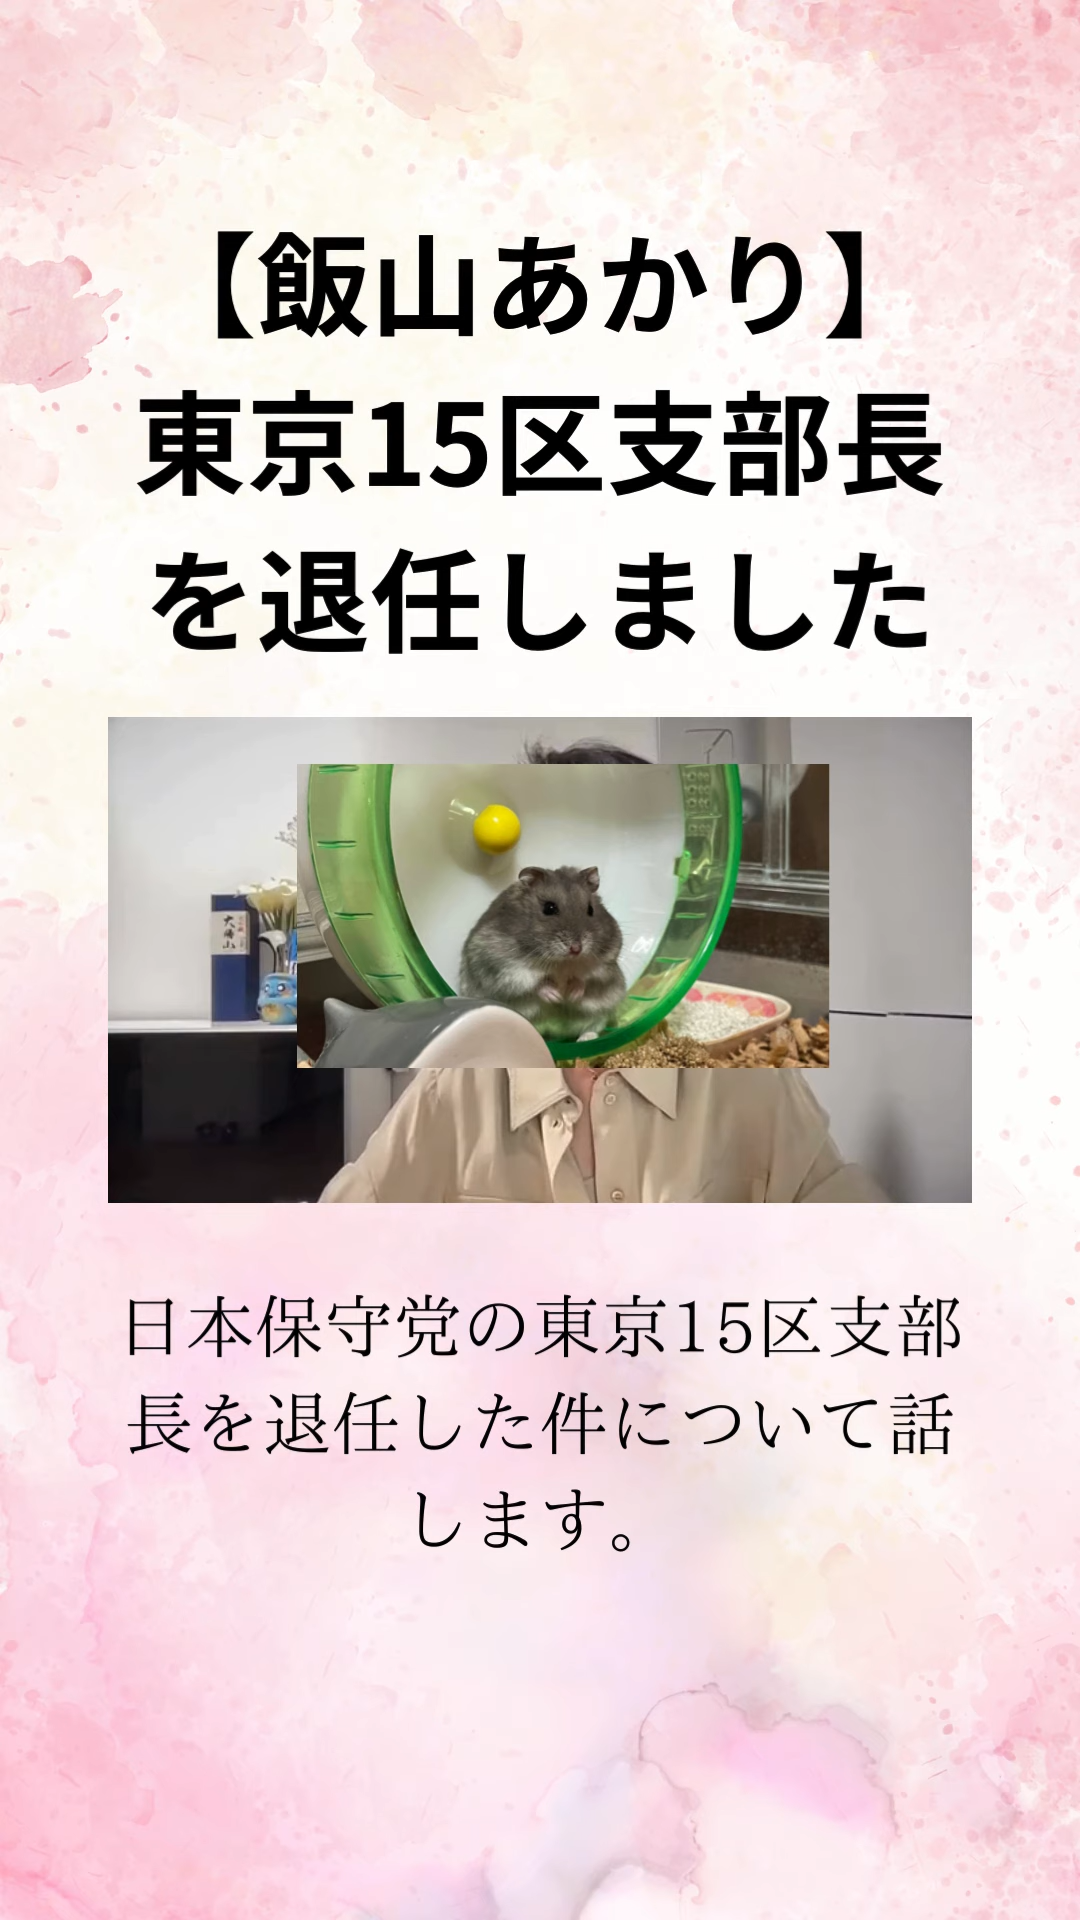 【飯山あかり】
東京15区支部長
を退任しました
日本保守党の東京15区支部
長を退任した件について話
します。